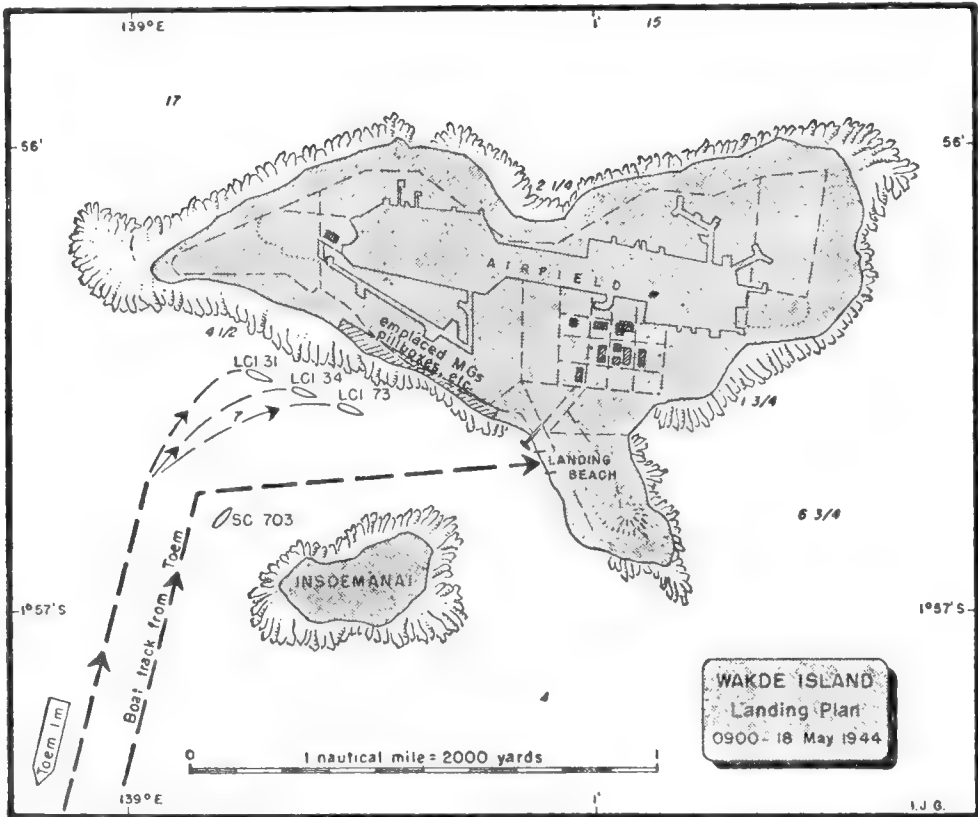 139°E
1'
15
17
56'
56'
2 1/4
AIRFIELD
emplaced MGs
Pillboxes, etc
4 1/2
LCI 31
LCI 34
LCI 73
7
1 3/4
LANDING
BEACH
SC 703
6 3/4
INSOEMANAI
1°57'S
1°57'S
Boat track from Toem
4
WAKDE ISLAND
Landing Plan
0900 - 18 May 1944
Toem 1m
0
1 nautical mile = 2000 yards
1
139°E
1'
I.J.G.